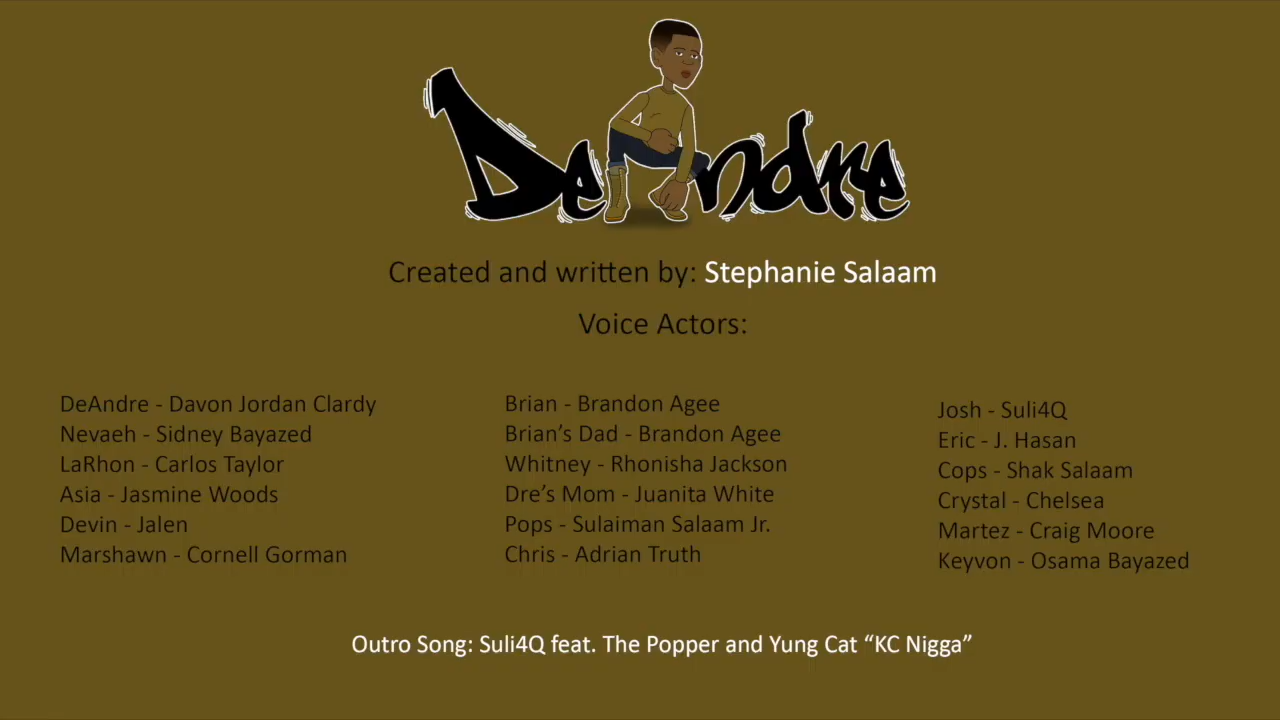 DeAndre
Created and written by: Stephanie Salaam
Voice Actors:
DeAndre - Davon Jordan Clardy
Nevaeh - Sidney Bayazed
LaRhon - Carlos Taylor
Asia - Jasmine Woods
Devin - Jalen
Marshawn - Cornell Gorman
Brian - Brandon Agee
Brian’s Dad - Brandon Agee
Whitney - Rhonisha Jackson
Dre’s Mom - Juanita White
Pops - Sulaiman Salaam Jr.
Chris - Adrian Truth
Josh - Suli4Q
Eric - J. Hasan
Cops - Shak Salaam
Crystal - Chelsea
Martez - Craig Moore
Keyvon - Osama Bayazed
Outro Song: Suli4Q feat. The Popper and Yung Cat “KC Nigga”